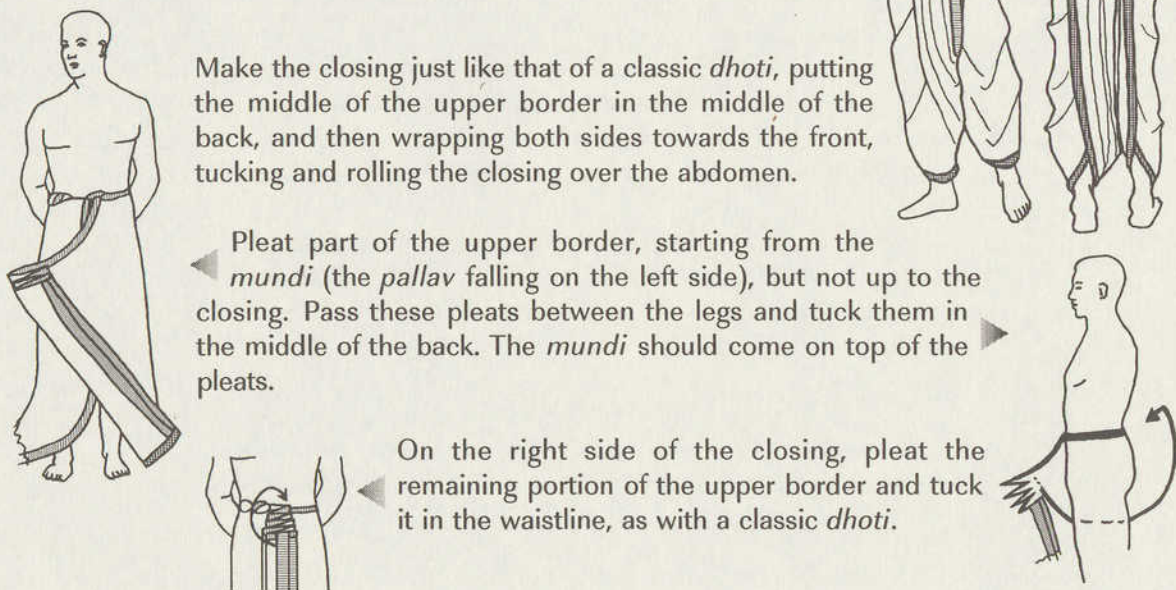 Make the closing just like that of a classic dhoti, putting
the middle of the upper border in the middle of the
back, and then wrapping both sides towards the front,
tucking and rolling the closing over the abdomen.
Pleat part of the upper border, starting from the
mundi (the pallav falling on the left side), but not up to the
closing. Pass these pleats between the legs and tuck them in
the middle of the back. The mundi should come on top of the
pleats.
On the right side of the closing, pleat the
remaining portion of the upper border and tuck
it in the waistline, as with a classic dhoti.